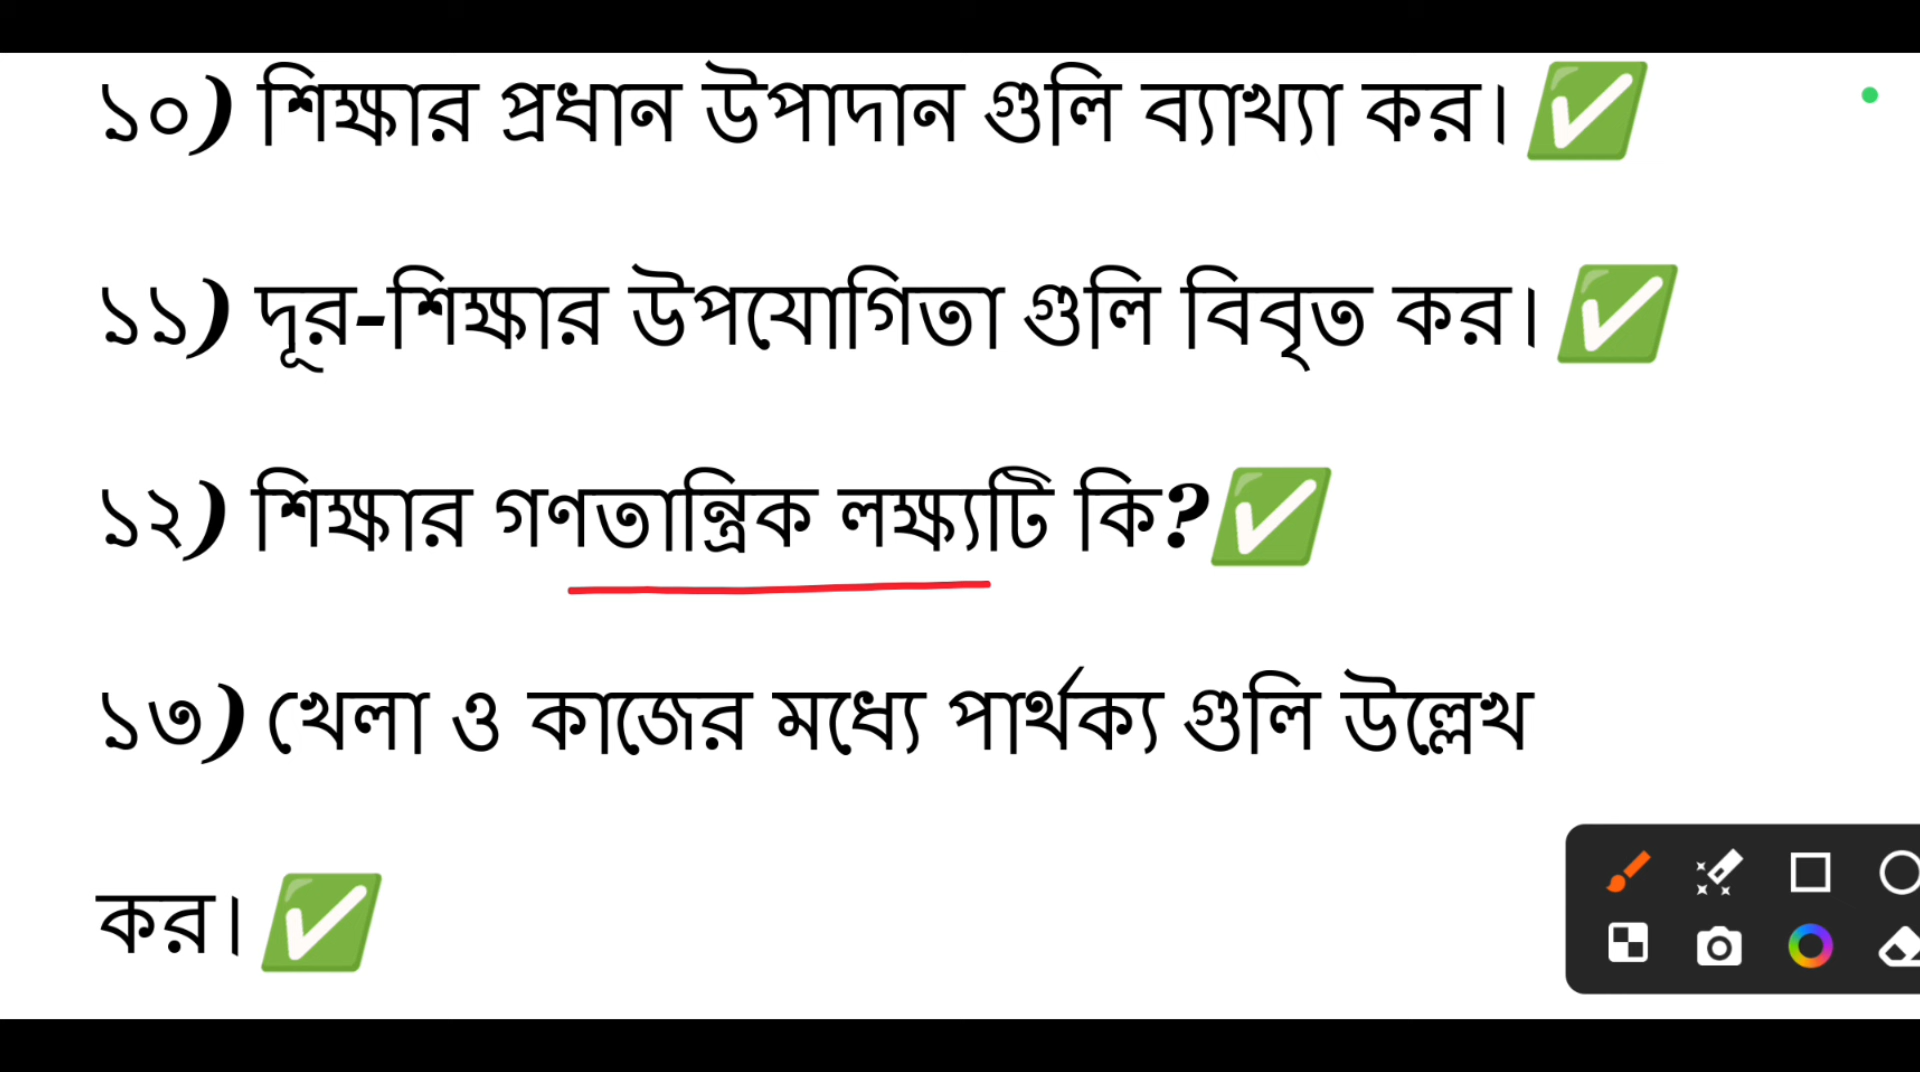 ১০) শিক্ষার প্রধান উপাদান গুলি ব্যাখ্যা কর। ✅
১১) দূর-শিক্ষার উপযোগিতা গুলি বিবৃত কর। ✅
১২) শিক্ষার গণতান্ত্রিক লক্ষ্যটি কি?✅
১৩) খেলা ও কাজের মধ্যে পার্থক্য গুলি উল্লেখ
কর। ✅